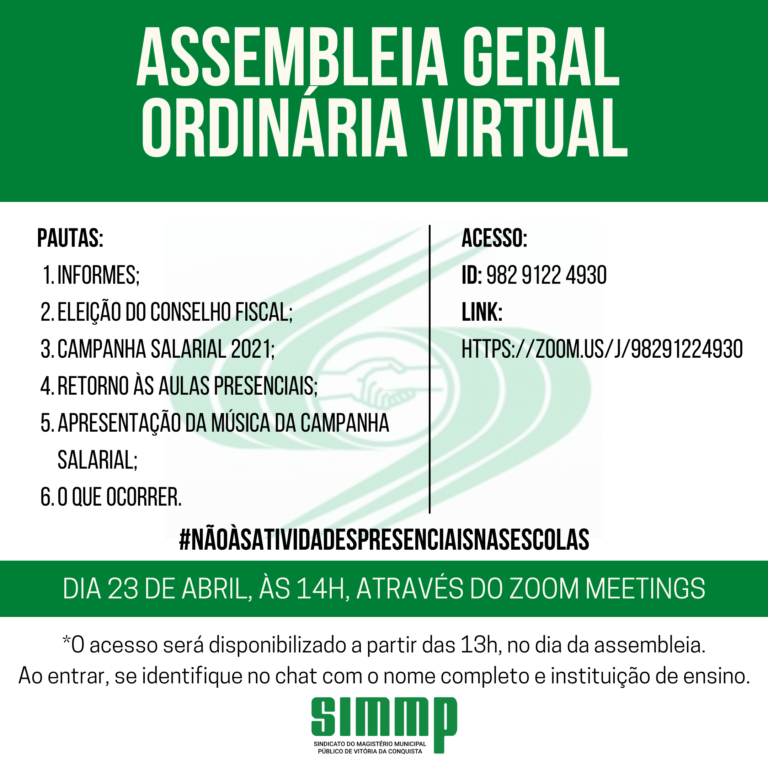 ASSEMBLEIA GERAL
ORDINÁRIA VIRTUAL
PAUTAS:
1. INFORMES;
2. ELEIÇÃO DO CONSELHO FISCAL;
3. CAMPANHA SALARIAL 2021;
4. RETORNO ÀS AULAS PRESENCIAIS;
5. APRESENTAÇÃO DA MÚSICA DA CAMPANHA
SALARIAL;
6. O QUE OCORRER.
ACESSO:
ID: 982 9122 4930
LINK:
HTTPS://ZOOM.US/J/98291224930
#NÃOÀSATIVIDADESPRESENCIAISNASESCOLAS
DIA 23 DE ABRIL, ÀS 14H, ATRAVÉS DO ZOOM MEETINGS
*O acesso será disponibilizado a partir das 13h, no dia da assembleia.
Ao entrar, se identifique no chat com o nome completo e instituição de ensino.
SIMMP
SINDICATO DO MAGISTÉRIO MUNICIPAL
PÚBLICO DE VITÓRIA DA CONQUISTA